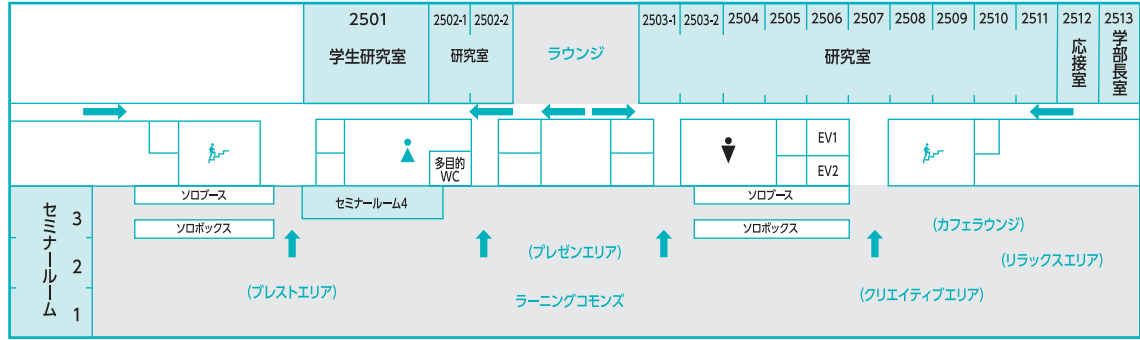 2501
学生研究室
2502-1
2502-2
研究室
ラウンジ
2503-1
2503-2
2504
2505
2506
2507
2508
2509
2510
2511
研究室
2512
応接室
2513
学部長室
多目的
WC
EV1
EV2
ソロブース
ソロボックス
セミナールーム4
ソロブース
ソロボックス
セミナールーム
3
2
1
(カフェラウンジ)
(プレゼンエリア)
(リラックスエリア)
(ブレストエリア)
ラーニングコモンズ
(クリエイティブエリア)